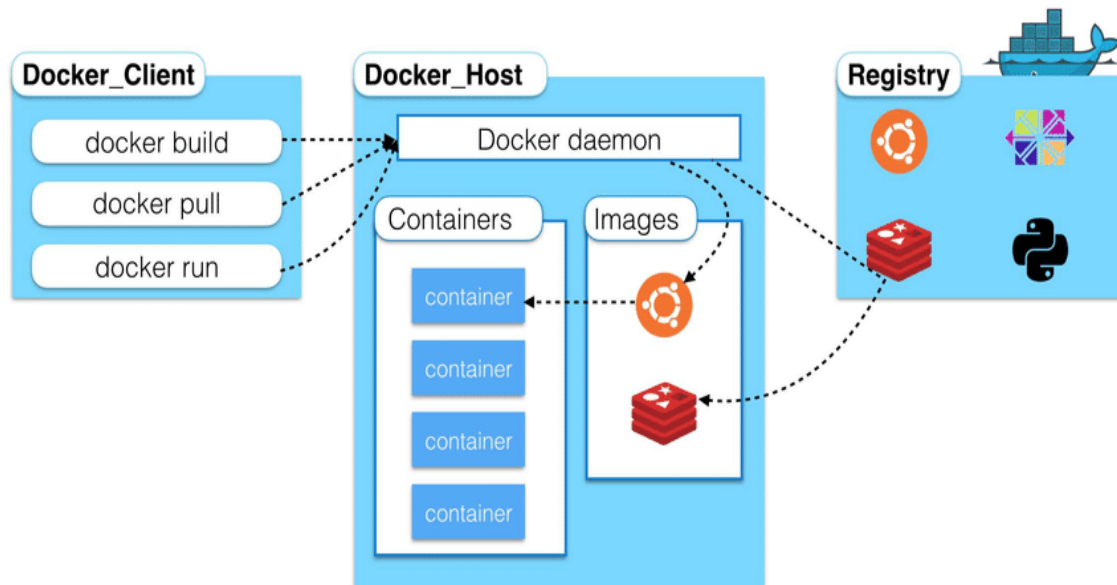 Docker_Client
docker build
docker pull
docker run
Docker_Host
Docker daemon
Containers
container
container
container
container
Images
Registry